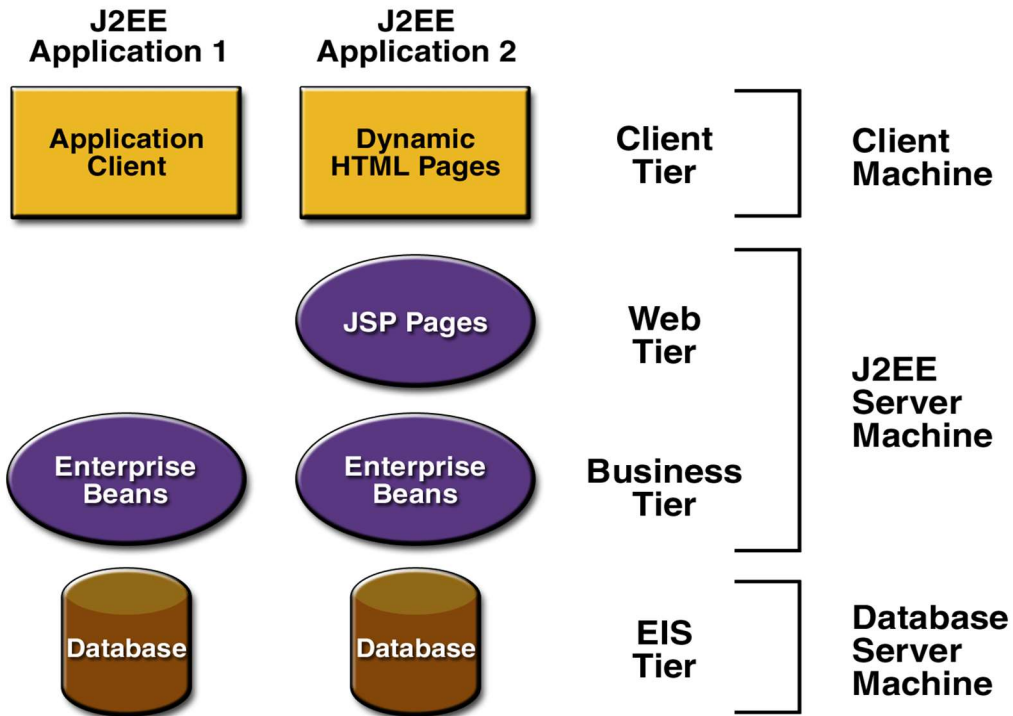 J2EE
Application 1
J2EE
Application 2
Application
Client
Dynamic
HTML Pages
Client
Tier
Client
Machine
JSP Pages
Web
Tier
J2EE
Server
Machine
Enterprise
Beans
Enterprise
Beans
Business
Tier
Database
Database
EIS
Tier
Database
Server
Machine